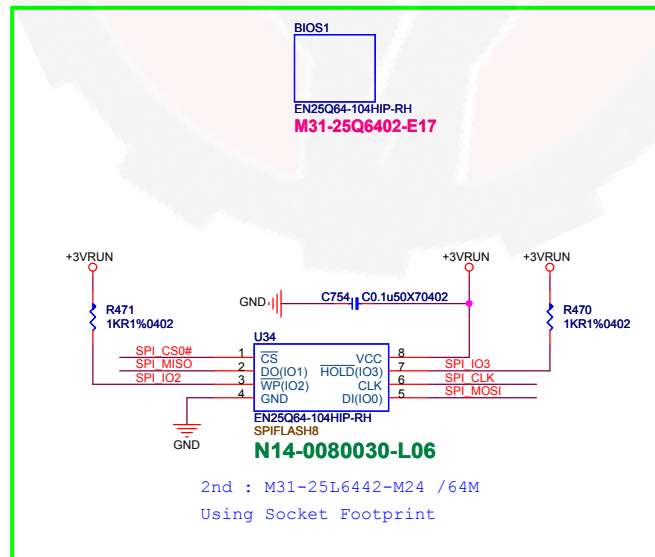 BIOS1
EN25Q64-104HIP-RH
M31-25Q6402-E17
+3VRUN +3VRUN +3VRUN
R471
1KR1%0402
GND C754 C0.1u50X70402
R470
1KR1%0402
U34
SPI_CS0# 1 CS VCC 8
SPI_MISO 2 DO(IO1) HOLD(IO3) 7 SPI_IO3
SPI_IO2 3 WP(IO2) CLK 6 SPI_CLK
4 GND DI(IO0) 5 SPI_MOSI
EN25Q64-104HIP-RH
SPIFLASH8
GND
N14-0080030-L06
2nd : M31-25L6442-M24 /64M
Using Socket Footprint